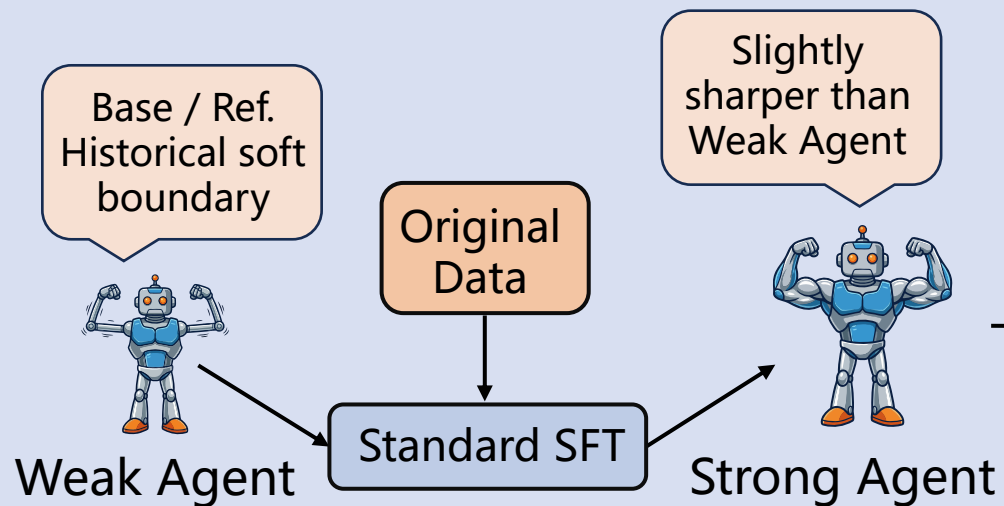 Base / Ref.
Historical soft
boundary
Slightly
sharper than
Weak Agent
Original
Data
Standard SFT
Weak Agent
Strong Agent